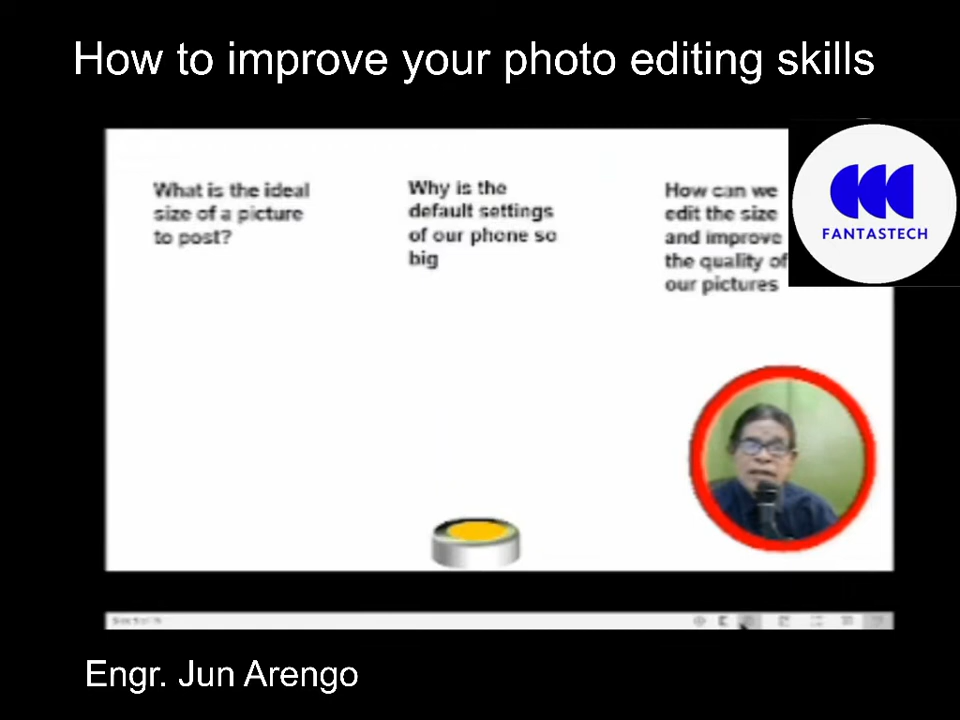 How to improve your photo editing skills
What is the ideal
size of a picture
to post?
Why is the
default settings
of our phone so
big
How can we
edit the size
and improve
the quality of
our pictures
FANTASTECH
Engr. Jun Arengo